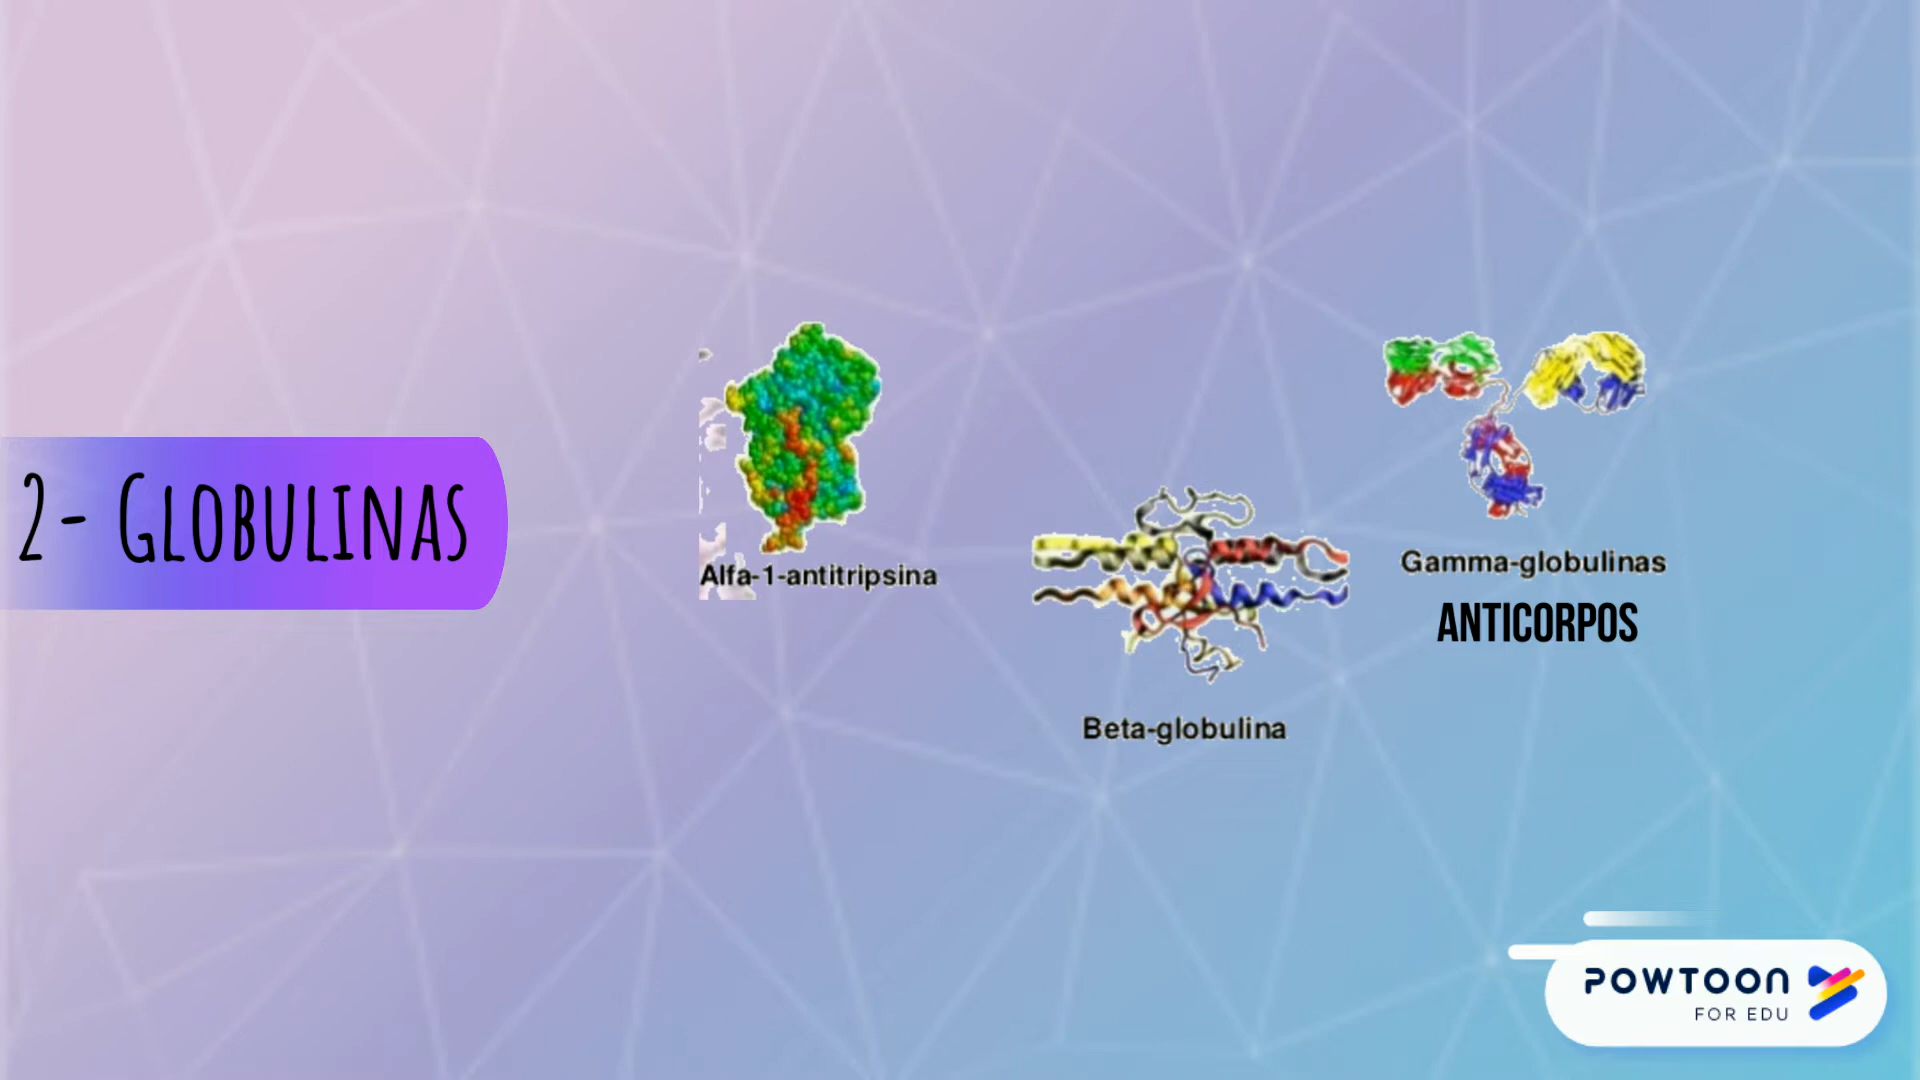 2- GLOBULINAS
Alfa-1-antitripsina
Beta-globulina
Gamma-globulinas
ANTICORPOS
POWTOON
FOR EDU